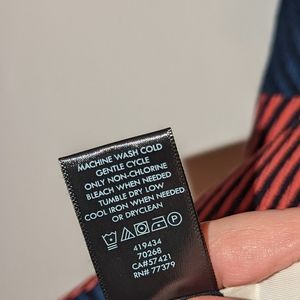 MACHINE WASH COLD
GENTLE CYCLE
ONLY NON-CHLORINE
BLEACH WHEN NEEDED
TUMBLE DRY LOW
COOL IRON WHEN NEEDED
OR DRYCLEAN
419434
70268
CA#57421
RN# 77379